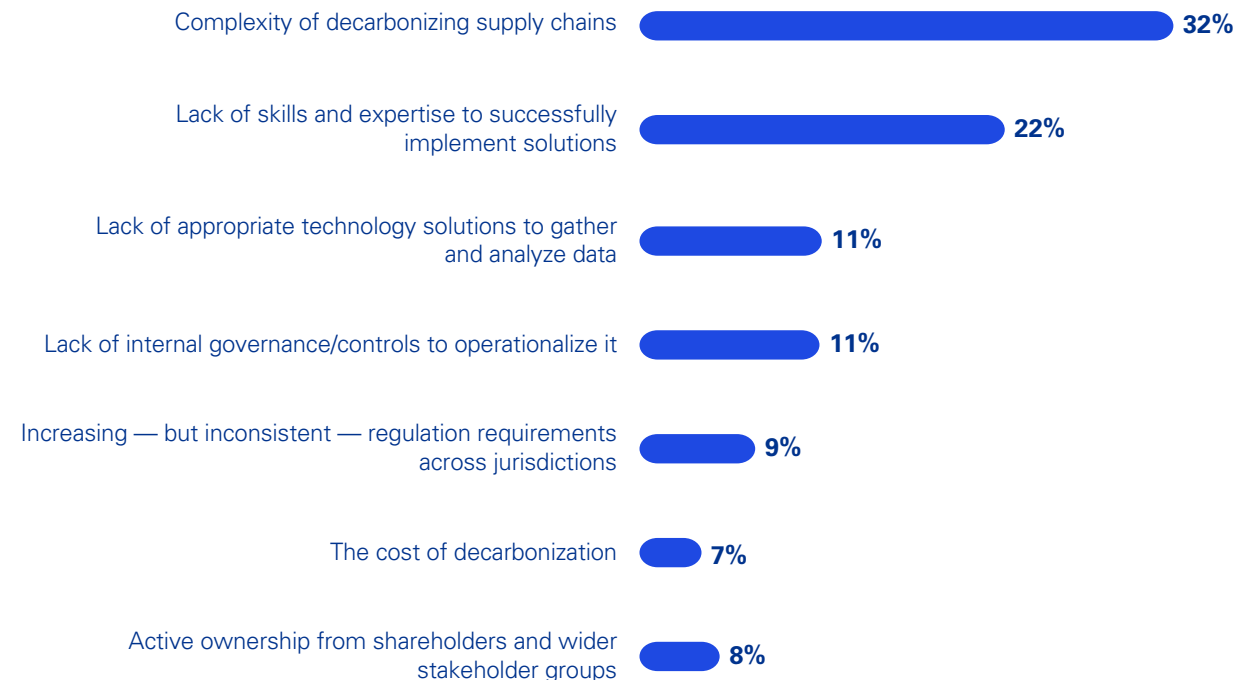 Complexity of decarbonizing supply chains 32%
Lack of skills and expertise to successfully
implement solutions 22%
Lack of appropriate technology solutions to gather
and analyze data 11%
Lack of internal governance/controls to operationalize it 11%
Increasing — but inconsistent — regulation requirements
across jurisdictions 9%
The cost of decarbonization 7%
Active ownership from shareholders and wider
stakeholder groups 8%